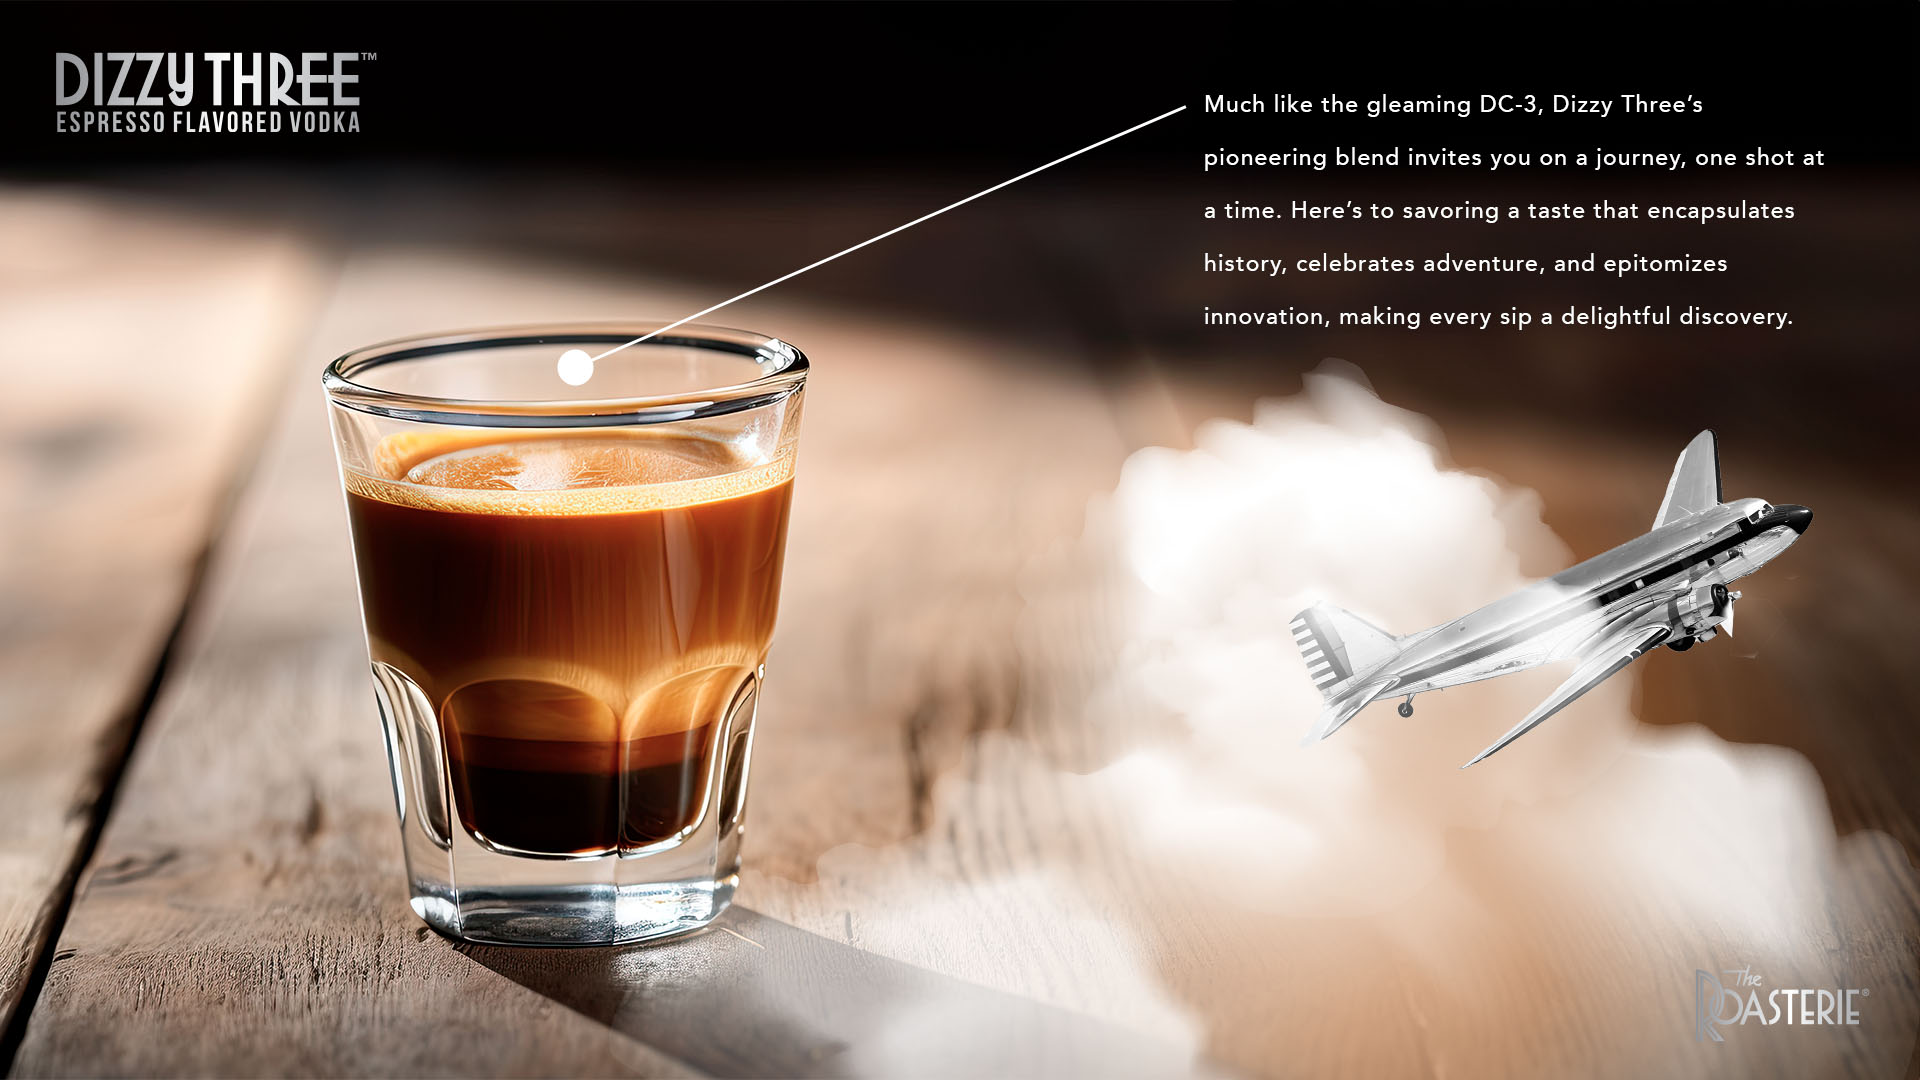 DIZZY THREE™
ESPRESSO FLAVORED VODKA
Much like the gleaming DC-3, Dizzy Three’s
pioneering blend invites you on a journey, one shot at
a time. Here’s to savoring a taste that encapsulates
history, celebrates adventure, and epitomizes
innovation, making every sip a delightful discovery.
The
ROASTERIE®